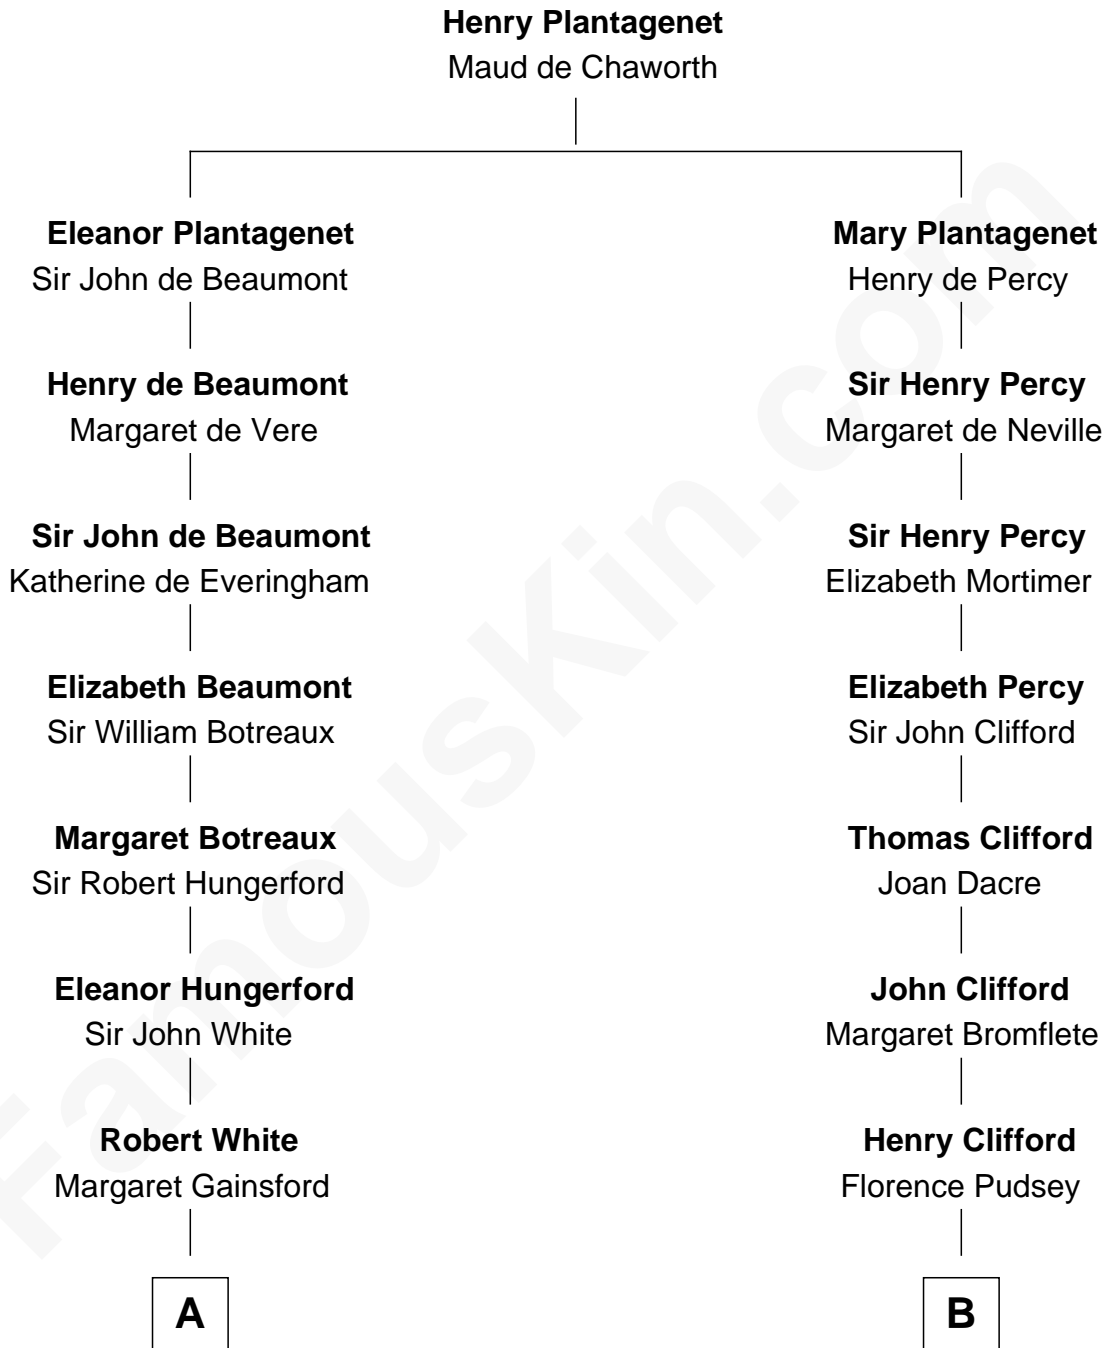 Henry Plantagenet
Maud de Chaworth
Eleanor Plantagenet
Sir John de Beaumont
Mary Plantagenet
Henry de Percy
Henry de Beaumont
Margaret de Vere
Sir Henry Percy
Margaret de Neville
Sir John de Beaumont
Katherine de Everingham
Sir Henry Percy
Elizabeth Mortimer
Elizabeth Beaumont
Sir William Botreaux
Elizabeth Percy
Sir John Clifford
Margaret Botreaux
Sir Robert Hungerford
Thomas Clifford
Joan Dacre
Eleanor Hungerford
Sir John White
John Clifford
Margaret Bromflete
Robert White
Margaret Gainsford
Henry Clifford
Florence Pudsey
A
B
FamousKin.com